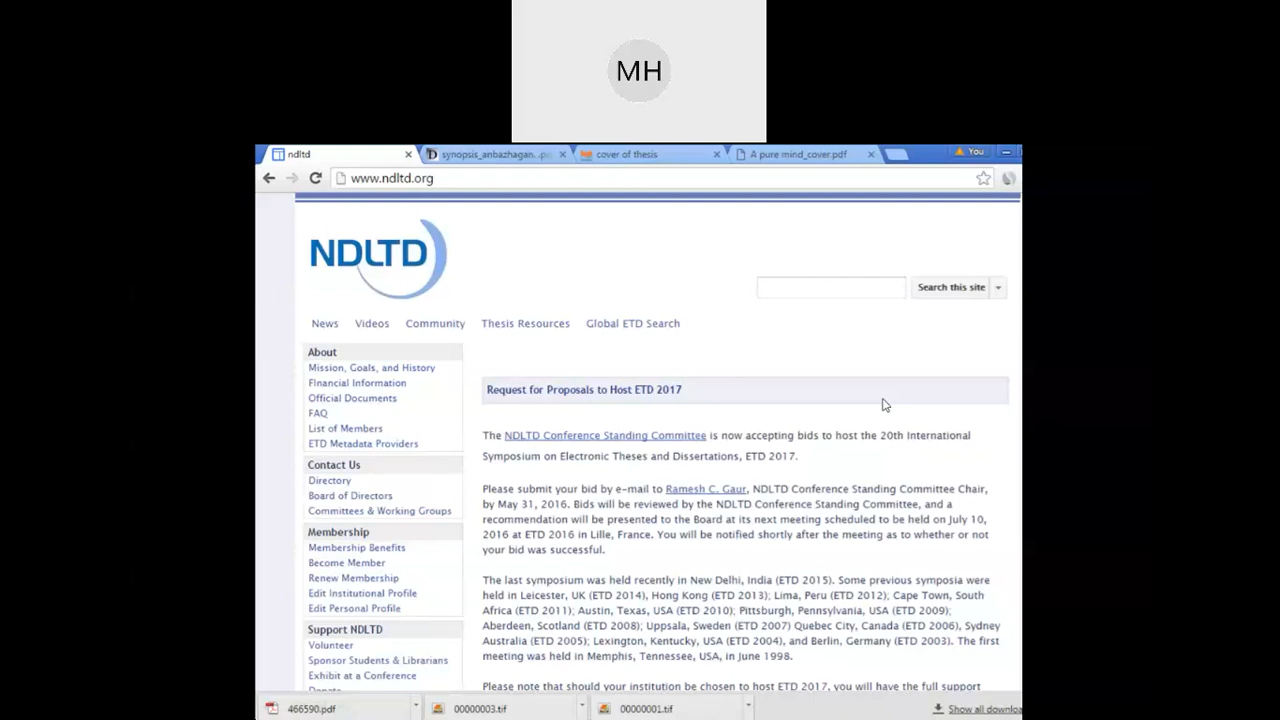 MH
ndltd
synopsis_anbazhagan..
cover of thesis
A pure mind_cover.pdf
You
www.ndltd.org
NDLTD
Search this site
News Videos Community Thesis Resources Global ETD Search
About
Mission, Goals, and History
Financial Information
Official Documents
FAQ
List of Members
ETD Metadata Providers
Contact Us
Directory
Board of Directors
Committees & Working Groups
Membership
Membership Benefits
Become Member
Renew Membership
Edit Institutional Profile
Edit Personal Profile
Support NDLTD
Volunteer
Sponsor Students & Librarians
Exhibit at a Conference
Donate
Request for Proposals to Host ETD 2017
The NDLTD Conference Standing Committee is now accepting bids to host the 20th International
Symposium on Electronic Theses and Dissertations, ETD 2017.
Please submit your bid by e-mail to Ramesh C. Gaur, NDLTD Conference Standing Committee Chair,
by May 31, 2016. Bids will be reviewed by the NDLTD Conference Standing Committee, and a
recommendation will be presented to the Board at its next meeting scheduled to be held on July 10,
2016 at ETD 2016 in Lille, France. You will be notified shortly after the meeting as to whether or not
your bid was successful.
The last symposium was held recently in New Delhi, India (ETD 2015). Some previous symposia were
held in Leicester, UK (ETD 2014), Hong Kong (ETD 2013); Lima, Peru (ETD 2012); Cape Town, South
Africa (ETD 2011); Austin, Texas, USA (ETD 2010); Pittsburgh, Pennsylvania, USA (ETD 2009);
Aberdeen, Scotland (ETD 2008); Uppsala, Sweden (ETD 2007) Quebec City, Canada (ETD 2006), Sydney
Australia (ETD 2005); Lexington, Kentucky, USA (ETD 2004), and Berlin, Germany (ETD 2003). The first
meeting was held in Memphis, Tennessee, USA, in June 1998.
Please note that should your institution be chosen to host ETD 2017, you will have the full support
466590.pdf
00000003.tif
00000001.tif
Show all downloa